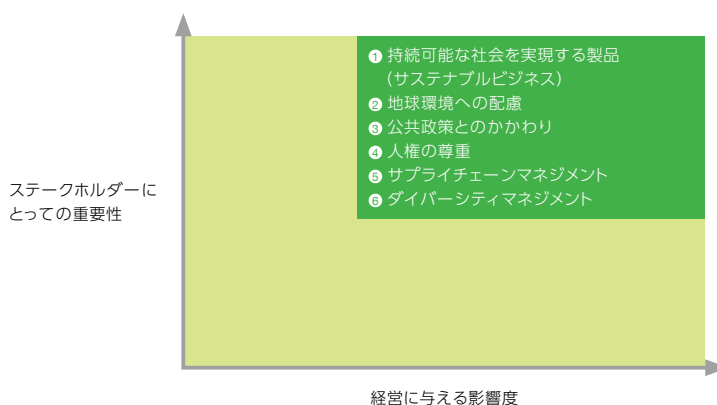 ❶ 持続可能な社会を実現する製品
(サステナブルビジネス)
❷ 地球環境への配慮
❸ 公共政策とのかかわり
❹ 人権の尊重
❺ サプライチェーンマネジメント
❻ ダイバーシティマネジメント
ステークホルダーに
とっての重要性
経営に与える影響度